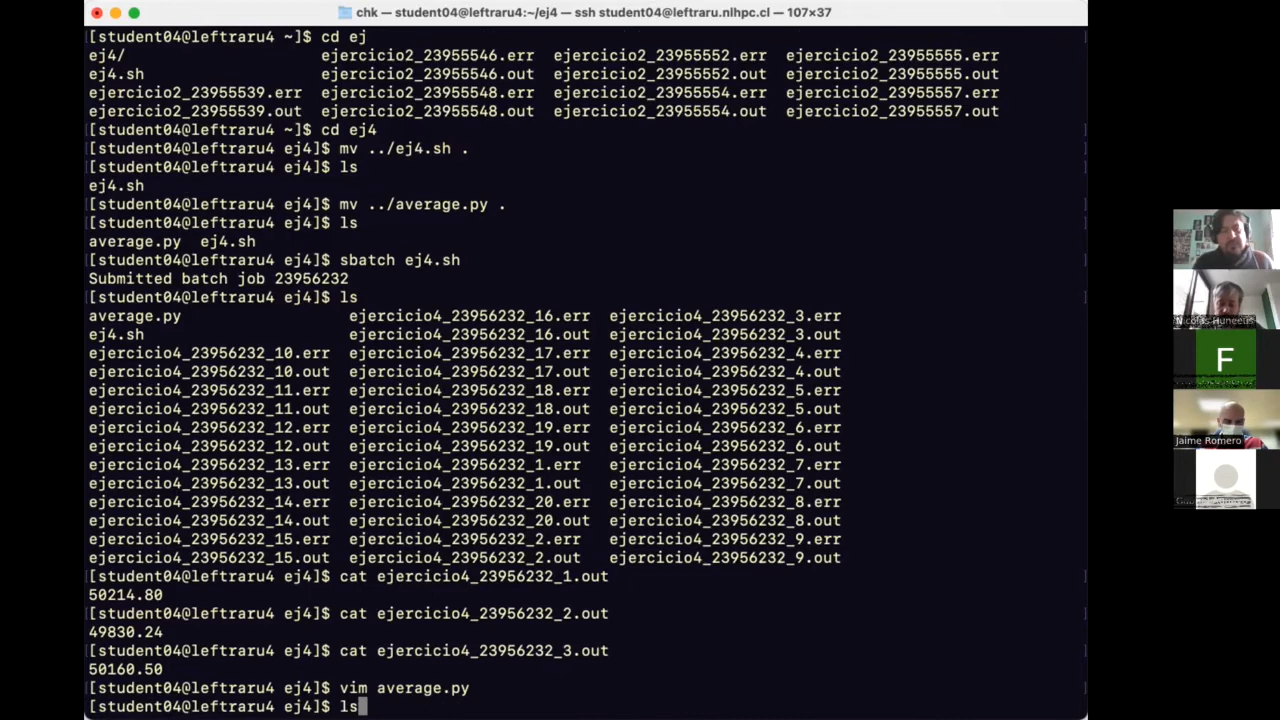 chk — student04@leftraru4:~/ej4 — ssh student04@leftraru.nlhpc.cl — 107×37
[student04@leftraru4 ~]$ cd ej
ej4/ ejercicio2_23955546.err ejercicio2_23955552.err ejercicio2_23955555.err
ej4.sh ejercicio2_23955546.out ejercicio2_23955552.out ejercicio2_23955555.out
ejercicio2_23955539.err ejercicio2_23955548.err ejercicio2_23955554.err ejercicio2_23955557.err
ejercicio2_23955539.out ejercicio2_23955548.out ejercicio2_23955554.out ejercicio2_23955557.out
[student04@leftraru4 ~]$ cd ej4
[student04@leftraru4 ej4]$ mv ../ej4.sh .
[student04@leftraru4 ej4]$ ls
ej4.sh
[student04@leftraru4 ej4]$ mv ../average.py .
[student04@leftraru4 ej4]$ ls
average.py ej4.sh
[student04@leftraru4 ej4]$ sbatch ej4.sh
Submitted batch job 23956232
[student04@leftraru4 ej4]$ ls
average.py ejercicio4_23956232_16.err ejercicio4_23956232_3.err
ej4.sh ejercicio4_23956232_16.out ejercicio4_23956232_3.out
ejercicio4_23956232_10.err ejercicio4_23956232_17.err ejercicio4_23956232_4.err
ejercicio4_23956232_10.out ejercicio4_23956232_17.out ejercicio4_23956232_4.out
ejercicio4_23956232_11.err ejercicio4_23956232_18.err ejercicio4_23956232_5.err
ejercicio4_23956232_11.out ejercicio4_23956232_18.out ejercicio4_23956232_5.out
ejercicio4_23956232_12.err ejercicio4_23956232_19.err ejercicio4_23956232_6.err
ejercicio4_23956232_12.out ejercicio4_23956232_19.out ejercicio4_23956232_6.out
ejercicio4_23956232_13.err ejercicio4_23956232_1.err ejercicio4_23956232_7.err
ejercicio4_23956232_13.out ejercicio4_23956232_1.out ejercicio4_23956232_7.out
ejercicio4_23956232_14.err ejercicio4_23956232_20.err ejercicio4_23956232_8.err
ejercicio4_23956232_14.out ejercicio4_23956232_20.out ejercicio4_23956232_8.out
ejercicio4_23956232_15.err ejercicio4_23956232_2.err ejercicio4_23956232_9.err
ejercicio4_23956232_15.out ejercicio4_23956232_2.out ejercicio4_23956232_9.out
[student04@leftraru4 ej4]$ cat ejercicio4_23956232_1.out
50214.80
[student04@leftraru4 ej4]$ cat ejercicio4_23956232_2.out
49830.24
[student04@leftraru4 ej4]$ cat ejercicio4_23956232_3.out
50160.50
[student04@leftraru4 ej4]$ vim average.py
[student04@leftraru4 ej4]$ ls
F
Jaime Romero